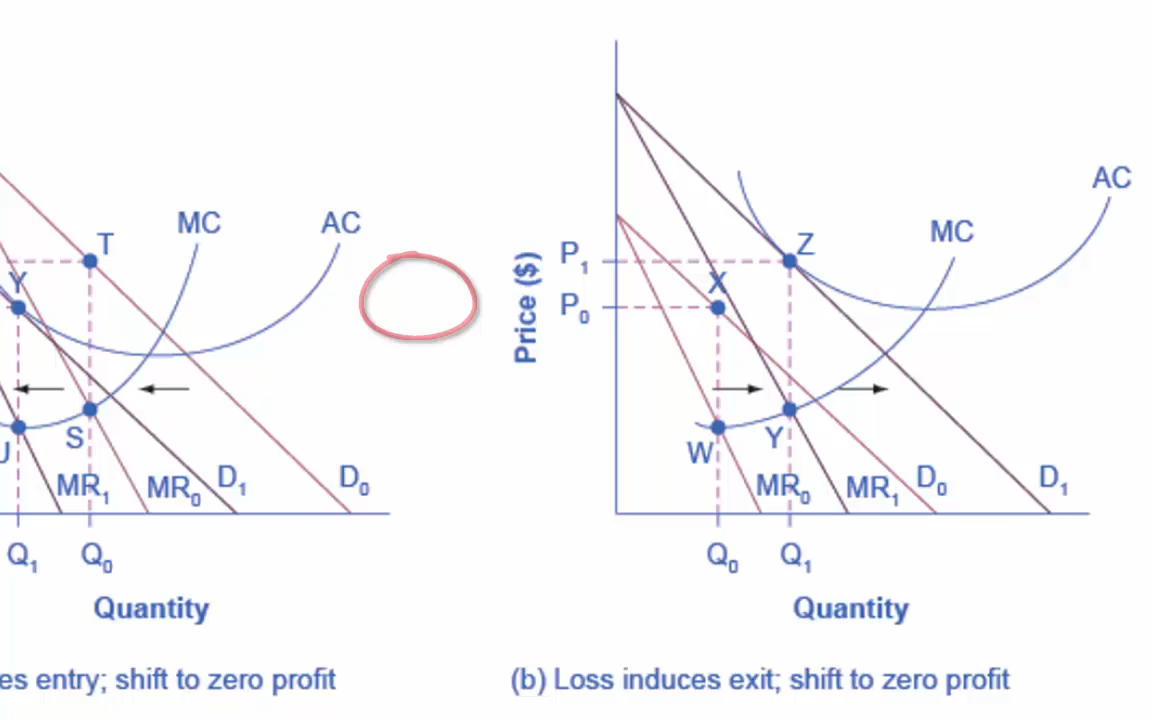 T
MC
AC
Y
S
MR₁
MR₀
D₁
D₀
Q₁
Q₀
Quantity
es entry; shift to zero profit
Price ($)
P₁
P₀
Z
X
AC
MC
W
Y
MR₀
MR₁
D₀
D₁
Q₀
Q₁
Quantity
(b) Loss induces exit; shift to zero profit